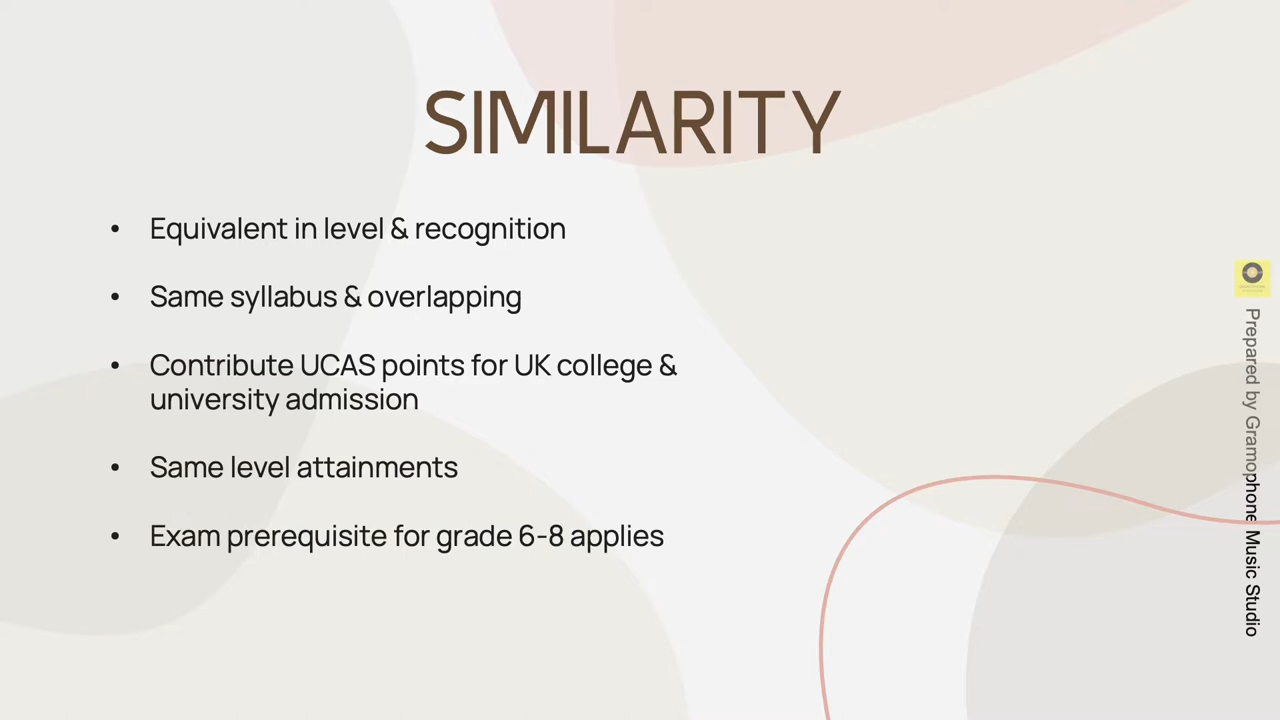 SIMILARITY
• Equivalent in level & recognition
• Same syllabus & overlapping
• Contribute UCAS points for UK college &
university admission
• Same level attainments
• Exam prerequisite for grade 6-8 applies
Prepared by Gramophone Music Studio